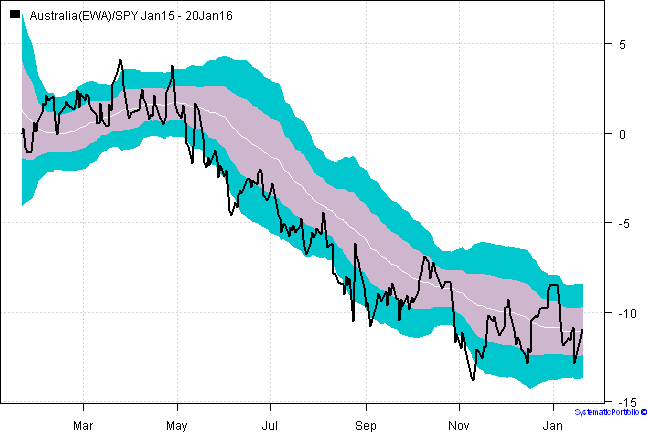 Australia(EWA)/SPY Jan15 - 20Jan16
5
0
-5
-10
-15
Mar May Jul Sep Nov Jan
SystematicPortfolio ©